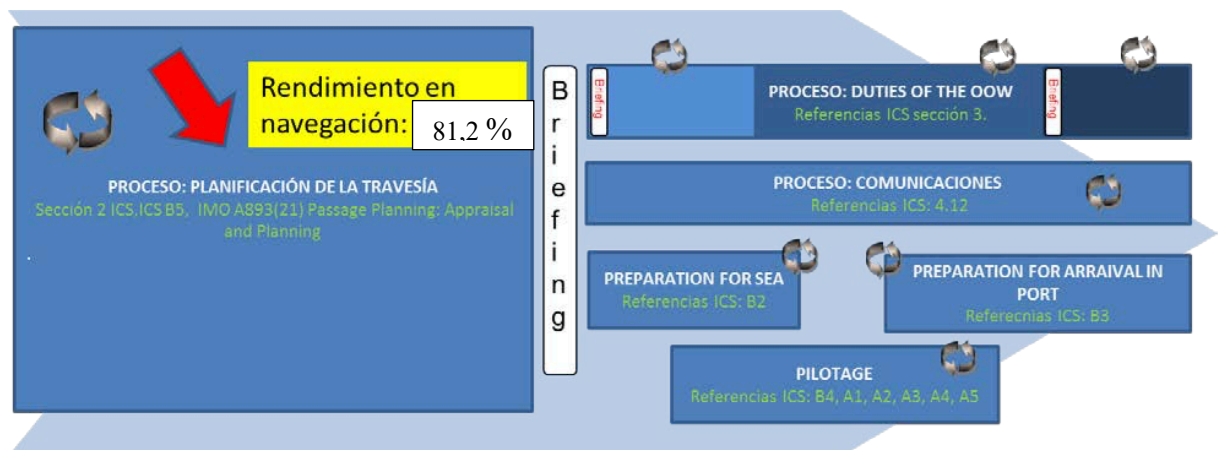 Rendimiento en
navegación: 81,2 %
PROCESO: PLANIFICACIÓN DE LA TRAVESÍA
Sección 2 ICS,ICS B5, IMO A893(21) Passage Planning: Appraisal
and Planning
.
Briefing
Briefing
PROCESO: DUTIES OF THE OOW
Referencias ICS sección 3.
Briefing
PROCESO: COMUNICACIONES
Referencias ICS: 4.12
PREPARATION FOR SEA
Referencias ICS: B2
PREPARATION FOR ARRAIVAL IN
PORT
Referecnias ICS: B3
PILOTAGE
Referencias ICS: B4, A1, A2, A3, A4, A5